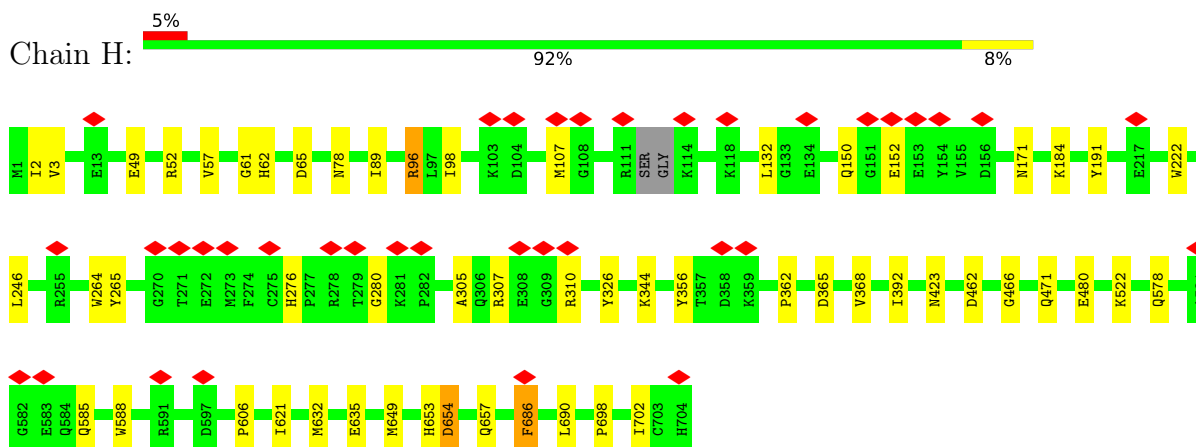 5%
Chain H:
92% 8%
M1 I2 V3 E13 E49 R52 V57 G61 H62 D65 N78 I89 R96 L97 I98 K103 D104 M107 G108 R111 SER GLY K114 K118 L132 G133 E134 Q150 G151 E152 E153 Y154 V155 D156 N171 K184 Y191 E217 W222
L246 R255 W264 Y265 G270 T271 E272 M273 F274 C275 H276 P277 R278 T279 G280 K281 P282 A305 Q306 R307 E308 G309 R310 Y326 K344 Y356 T357 D358 K359 P362 D365 V368 I392 N423 D462 G466 Q471 E480 K522 Q578
G582 E583 Q584 Q585 W588 R591 D597 P606 I621 M632 E635 M649 H653 D654 Q657 F686 L690 P698 I702 C703 H704